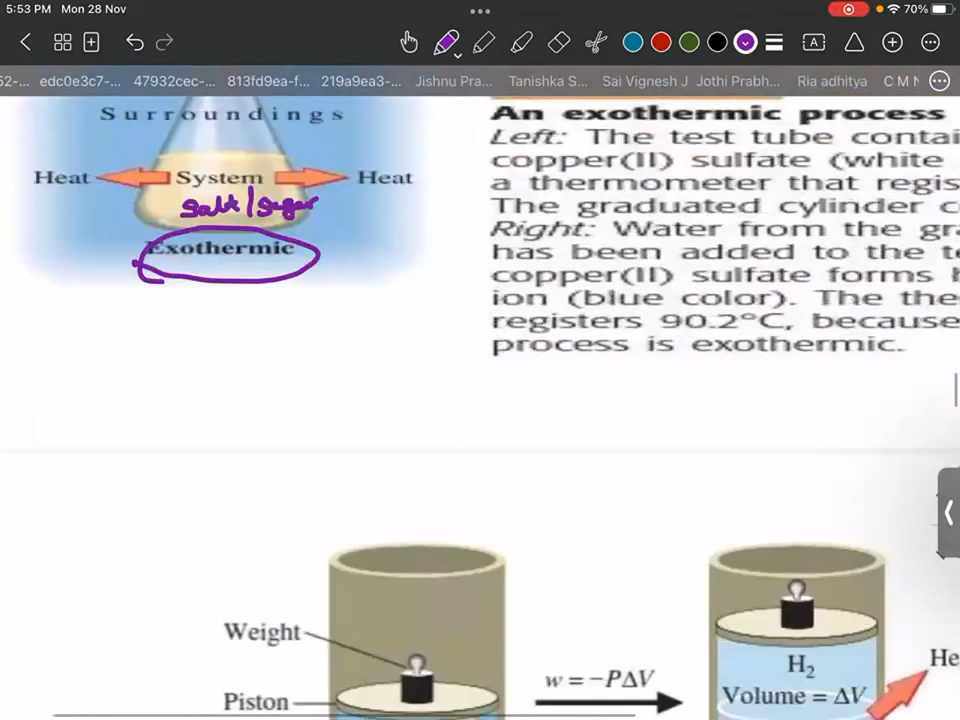 5:53 PM Mon 28 Nov
70%
A
52-... edc0e3c7-... 47932cec-... 813fd9ea-f... 219a9ea3-... Jishnu Pra... Tanishka S... Sai Vignesh J Jothi Prabh... Ria adhitya C M N
Surroundings
Heat System Heat
Salt/Sugar
Exothermic
An exothermic process
Left: The test tube contai
copper(II) sulfate (white
a thermometer that regis
The graduated cylinder c
Right: Water from the gra
has been added to the te
copper(II) sulfate forms h
ion (blue color). The the
registers 90.2°C, because
process is exothermic.
Weight
Piston
w = −PΔV
H₂
Volume = ΔV
He